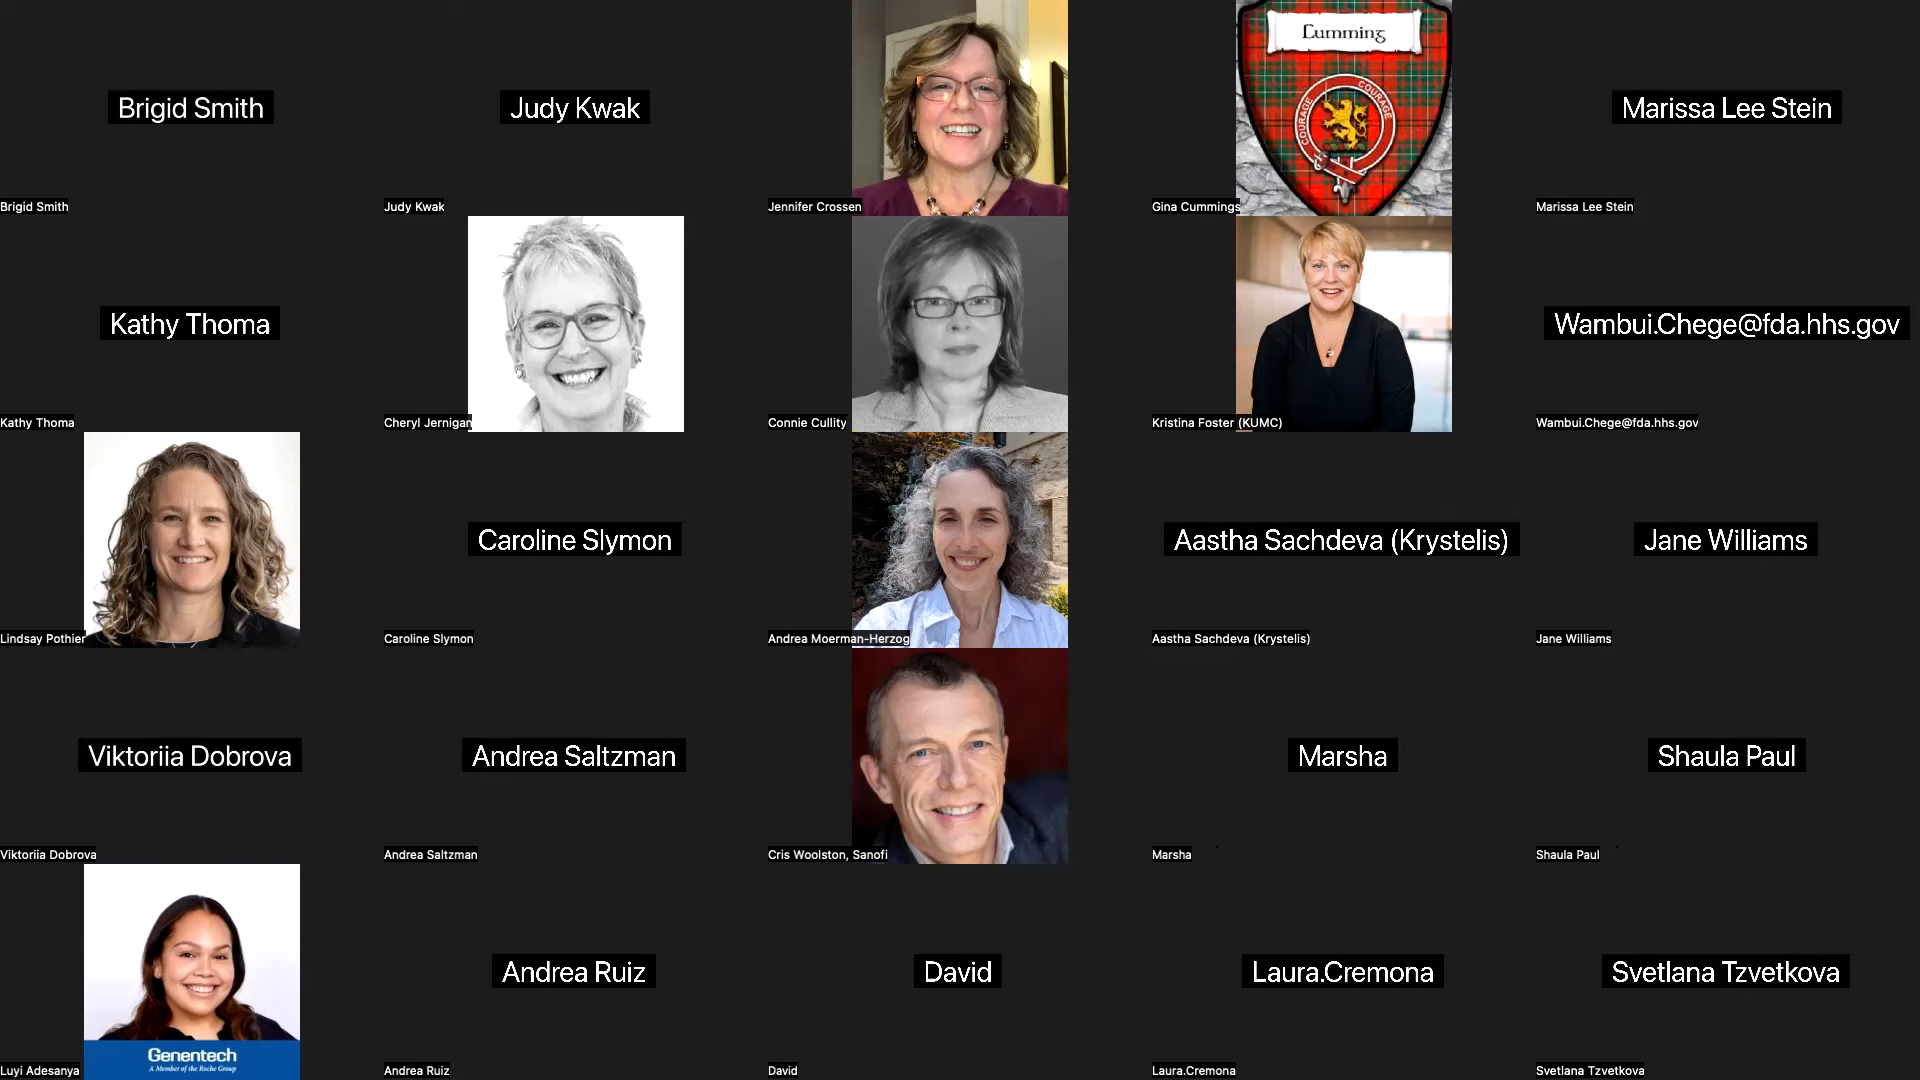 Brigid Smith
Judy Kwak
Cumming
COURAGE COURAGE
Marissa Lee Stein
Brigid Smith
Judy Kwak
Jennifer Crossen
Gina Cummings
Marissa Lee Stein
Kathy Thoma
Wambui.Chege@fda.hhs.gov
Kathy Thoma
Cheryl Jernigan
Connie Cullity
Kristina Foster (KUMC)
Wambui.Chege@fda.hhs.gov
Caroline Slymon
Aastha Sachdeva (Krystelis)
Jane Williams
Lindsay Pothier
Caroline Slymon
Andrea Moerman-Herzog
Aastha Sachdeva (Krystelis)
Jane Williams
Viktoriia Dobrova
Andrea Saltzman
Marsha
Shaula Paul
Viktoriia Dobrova
Andrea Saltzman
Cris Woolston, Sanofi
Marsha
Shaula Paul
Andrea Ruiz
David
Laura.Cremona
Svetlana Tzvetkova
Genentech
A Member of the Roche Group
Luyi Adesanya
Andrea Ruiz
David
Laura.Cremona
Svetlana Tzvetkova